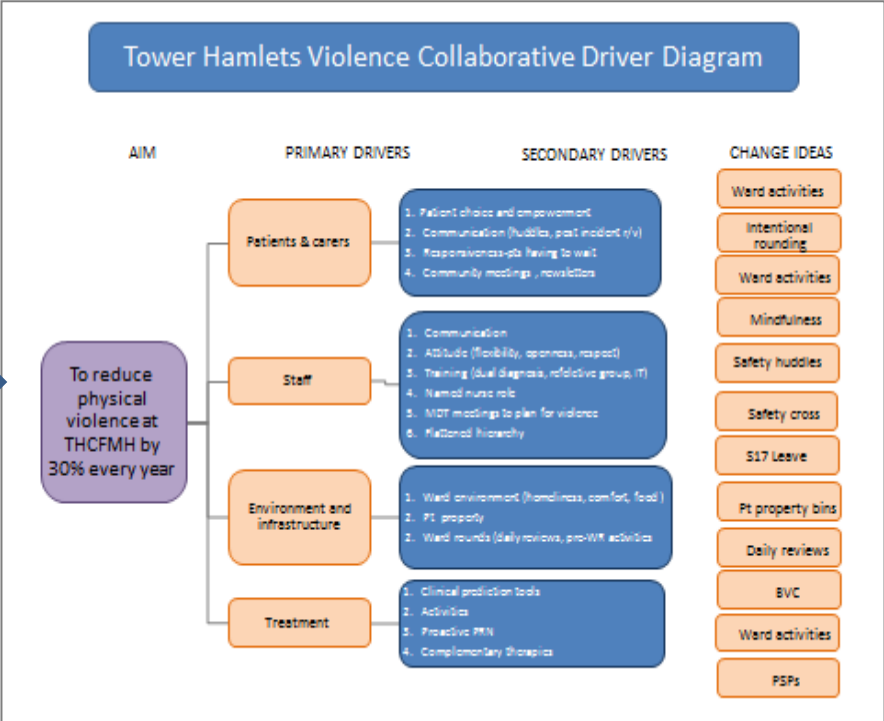 Tower Hamlets Violence Collaborative Driver Diagram
AIM
PRIMARY DRIVERS
SECONDARY DRIVERS
CHANGE IDEAS
To reduce
physical
violence at
THCFMH by
30% every year
Patients & carers
1. Patient choice and empowerment
2. Communication (huddles, post incident r/v)
3. Responsiveness-pts having to wait
4. Community meetings , newsletters
Staff
1. Communication
2. Attitude (flexibility, openness, respect)
3. Training (dual diagnosis, refelctive group, IT)
4. Named nurse role
5. MDT meetings to plan for violence
6. Flattened hierarchy
Environment and
infrastructure
1. Ward environment (homeliness, comfort, food )
2. Pt property
2. Ward rounds (daily reviews, pre-WR activities
Treatment
1. Clinical prediction tools
2. Activities
3. Proactive PRN
4. Complementary therapies
Ward activities
Intentional
rounding
Ward activities
Mindfulness
Safety huddles
Safety cross
S17 Leave
Pt property bins
Daily reviews
BVC
Ward activities
PSPs